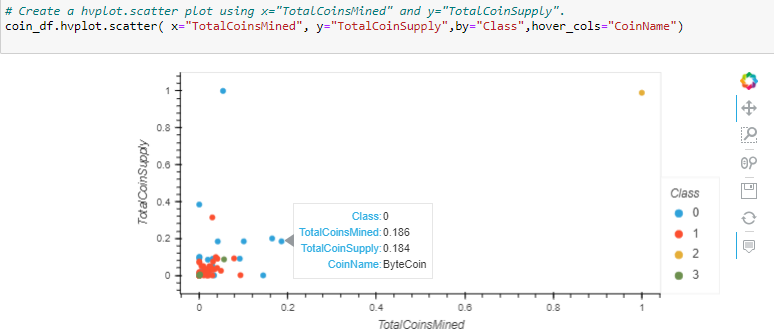 # Create a hvplot.scatter plot using x="TotalCoinsMined" and y="TotalCoinSupply".
coin_df.hvplot.scatter( x="TotalCoinsMined", y="TotalCoinSupply",by="Class",hover_cols="CoinName")
TotalCoinSupply
1
0.8
0.6
0.4
0.2
0
Class:0
TotalCoinsMined:0.186
TotalCoinSupply:0.184
CoinName:ByteCoin
0
0.2
0.4
0.6
0.8
1
TotalCoinsMined
Class
0
1
2
3